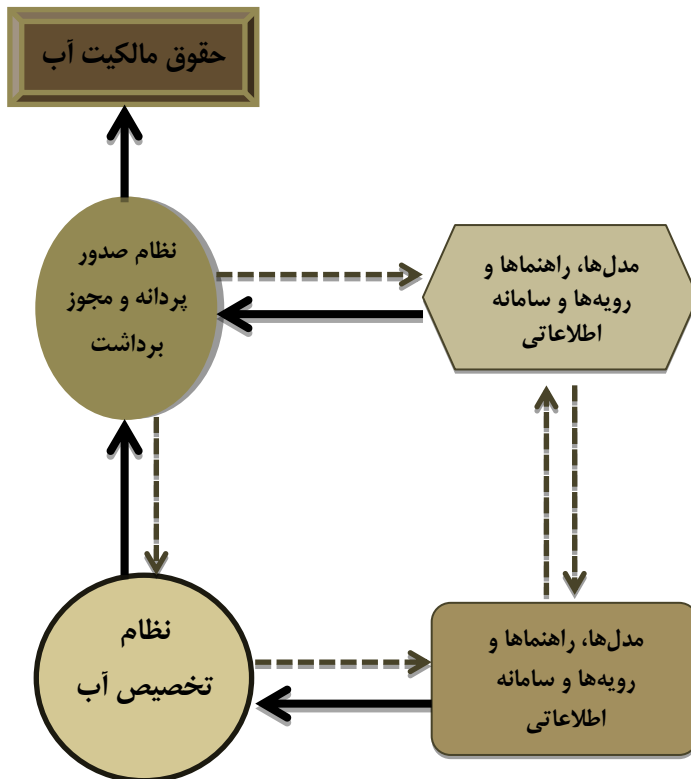 حقوق مالکیت آب
نظام صدور
پردانه و مجوز
برداشت
مدل‌ها، راهنماها و
رویه‌ها و سامانه
اطلاعاتی
نظام
تخصیص آب
مدل‌ها، راهنماها و
رویه‌ها و سامانه
اطلاعاتی